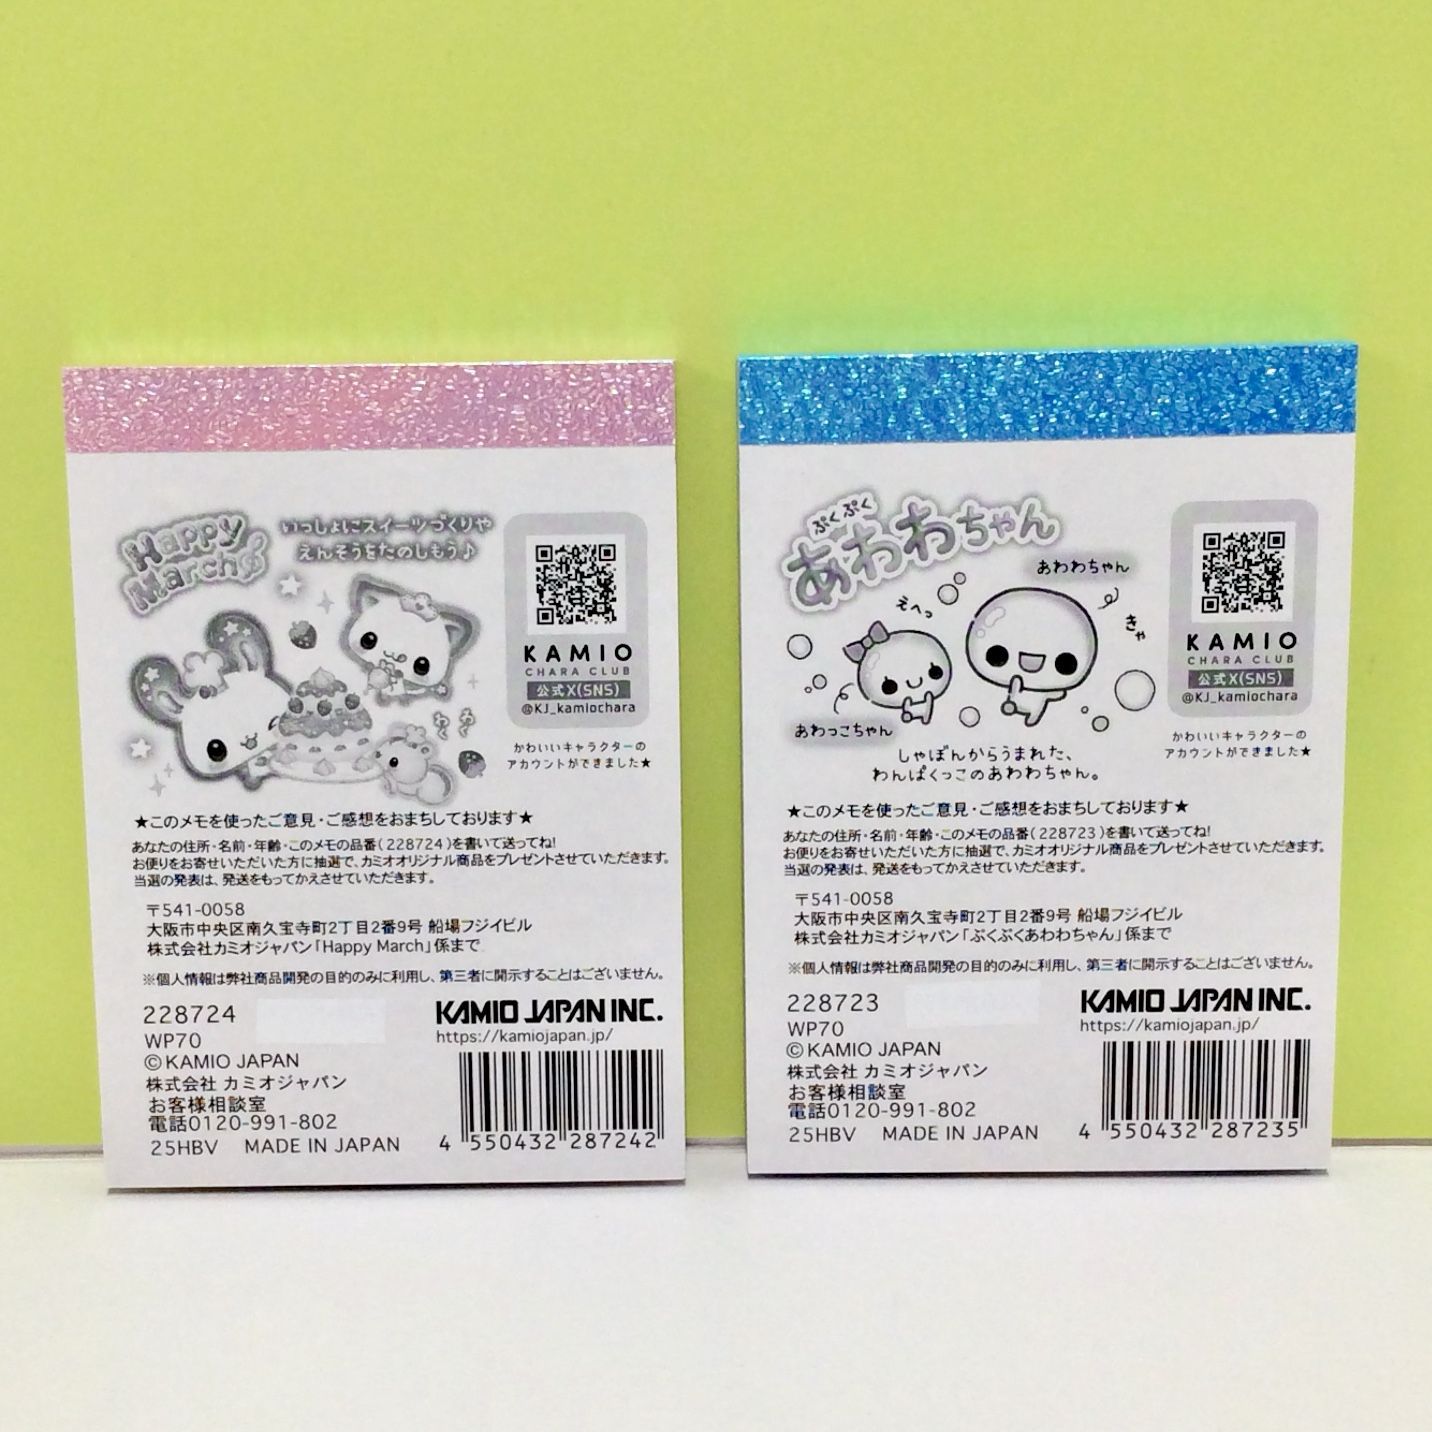 Happy
March
いっしょにスイーツづくりや
えんそうをたのしもう♪
わく
わく
KAMIO
CHARA CLUB
公式X(SNS)
@KJ_kamiochara
かわいいキャラクターの
アカウントができました★
★このメモを使ったご意見・ご感想をおまちしております★
あなたの住所・名前・年齢・このメモの品番(228724)を書いて送ってね!
お便りをお寄せいただいた方に抽選で、カミオオリジナル商品をプレゼントさせていただきます。
当選の発表は、発送をもってかえさせていただきます。
〒541-0058
大阪市中央区南久宝寺町2丁目2番9号 船場フジイビル
株式会社カミオジャパン「Happy March」係まで
※個人情報は弊社商品開発の目的のみに利用し、第三者に開示することはございません。
228724
WP70
©KAMIO JAPAN
株式会社 カミオジャパン
お客様相談室
電話0120-991-802
25HBV MADE IN JAPAN
KAMIO JAPAN INC.
https://kamiojapan.jp/
4 550432 287242
ぷくぷく
あわわちゃん
あわわちゃん
えへっ
きゃ
あわっこちゃん
しゃぼんからうまれた、
わんぱくっこのあわわちゃん。
KAMIO
CHARA CLUB
公式X(SNS)
@KJ_kamiochara
かわいいキャラクターの
アカウントができました★
★このメモを使ったご意見・ご感想をおまちしております★
あなたの住所・名前・年齢・このメモの品番(228723)を書いて送ってね!
お便りをお寄せいただいた方に抽選で、カミオオリジナル商品をプレゼントさせていただきます。
当選の発表は、発送をもってかえさせていただきます。
〒541-0058
大阪市中央区南久宝寺町2丁目2番9号 船場フジイビル
株式会社カミオジャパン「ぷくぷくあわわちゃん」係まで
※個人情報は弊社商品開発の目的のみに利用し、第三者に開示することはございません。
228723
WP70
©KAMIO JAPAN
株式会社 カミオジャパン
お客様相談室
電話0120-991-802
25HBV MADE IN JAPAN
KAMIO JAPAN INC.
https://kamiojapan.jp/
4 550432 287235